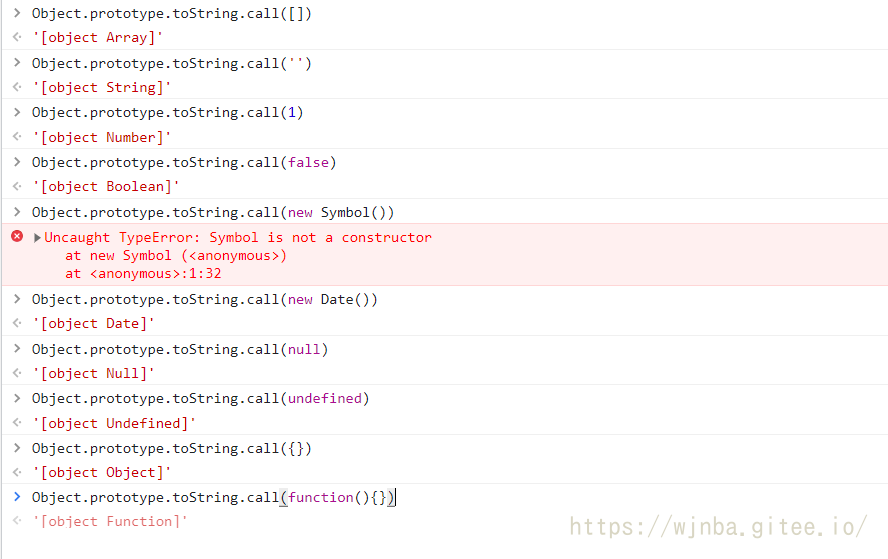 > Object.prototype.toString.call([])
'[object Array]'
> Object.prototype.toString.call('')
'[object String]'
> Object.prototype.toString.call(1)
'[object Number]'
> Object.prototype.toString.call(false)
'[object Boolean]'
> Object.prototype.toString.call(new Symbol())
Uncaught TypeError: Symbol is not a constructor
at new Symbol (<anonymous>)
at <anonymous>:1:32
> Object.prototype.toString.call(new Date())
'[object Date]'
> Object.prototype.toString.call(null)
'[object Null]'
> Object.prototype.toString.call(undefined)
'[object Undefined]'
> Object.prototype.toString.call({})
'[object Object]'
> Object.prototype.toString.call(function(){})
'[object Function]'
https://wjnba.gitee.io/